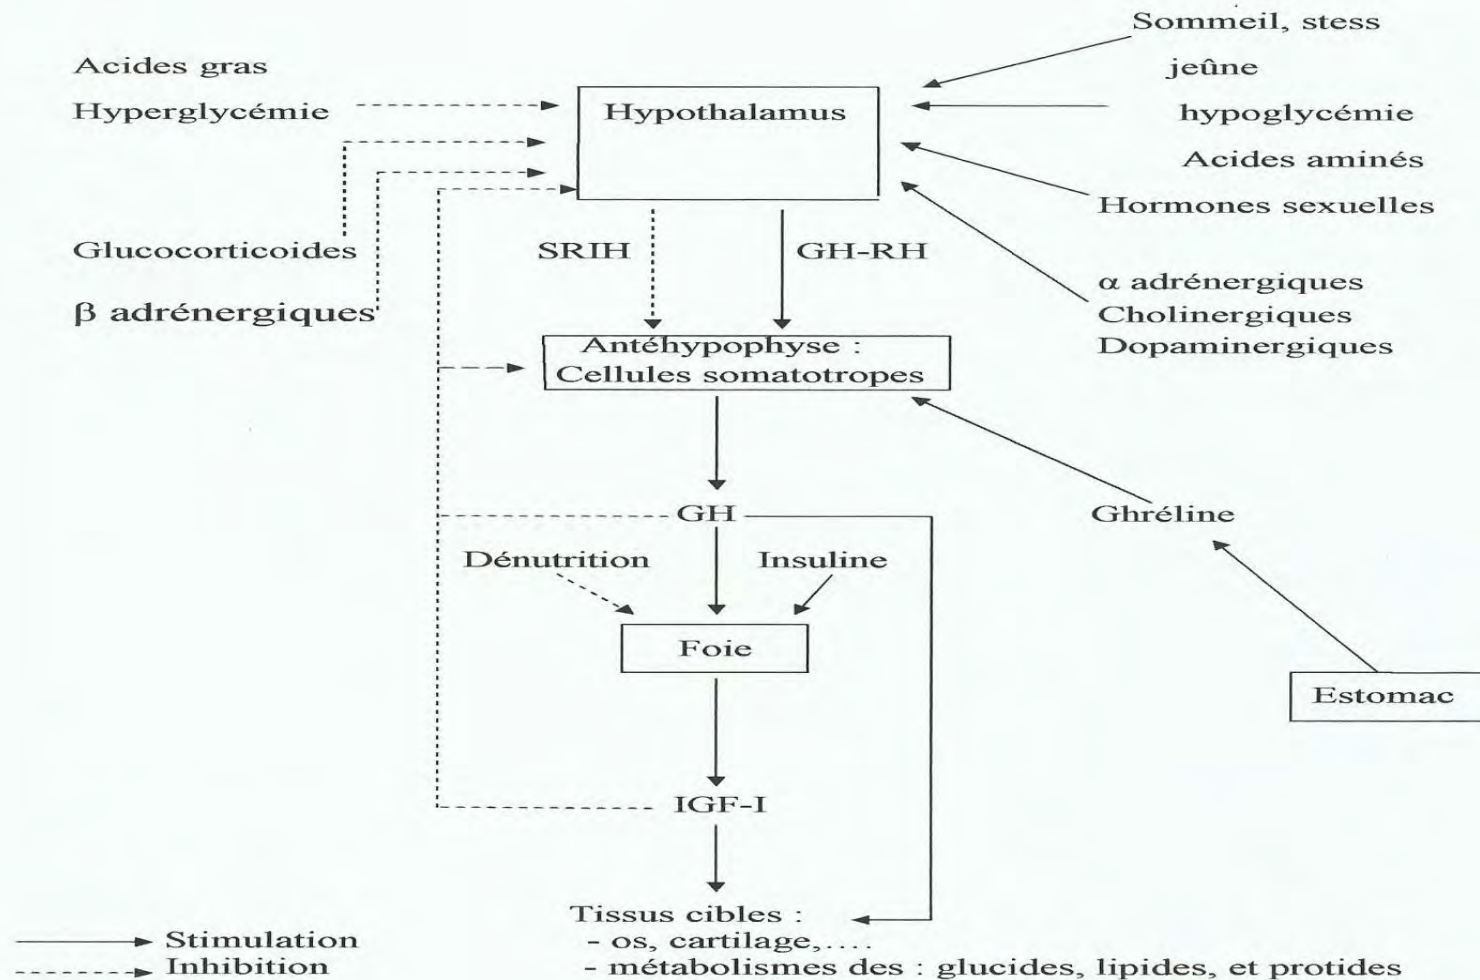 Sommeil, stess
Acides gras
jeûne
Hyperglycémie
Hypothalamus
hypoglycémie
Acides aminés
Hormones sexuelles
Glucocorticoides
SRIH
GH-RH
α adrénergiques
β adrénergiques
Cholinergiques
Dopaminergiques
Antéhypophyse :
Cellules somatotropes
GH
Ghréline
Dénutrition
Insuline
Foie
Estomac
IGF-I
Tissus cibles :
- os, cartilage,....
- métabolismes des : glucides, lipides, et protides
Stimulation
Inhibition